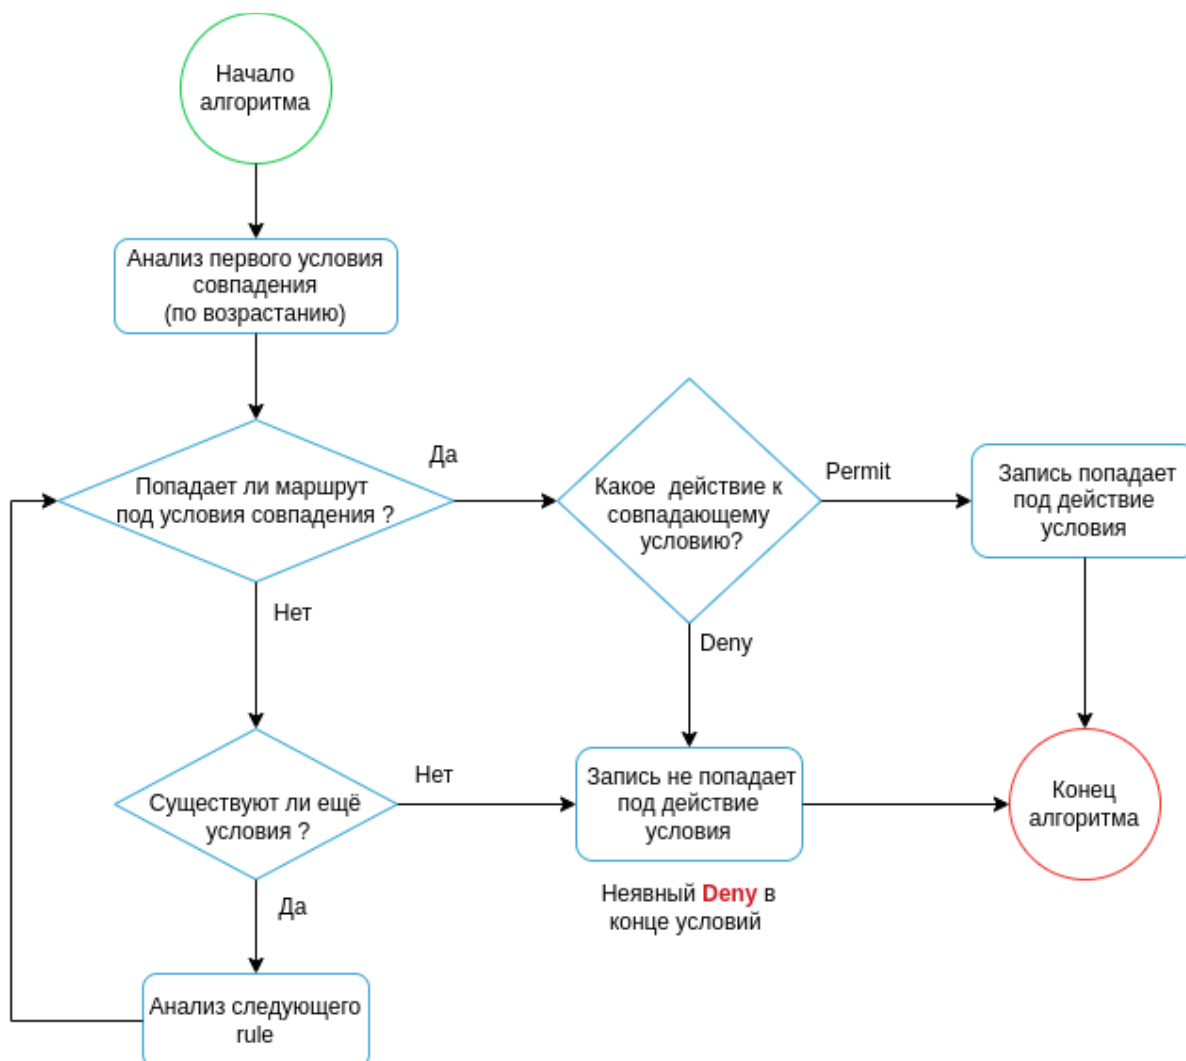 Начало
алгоритма
Анализ первого условия
совпадения
(по возрастанию)
Попадает ли маршрут
под условия совпадения ?
Да
Какое действие к
совпадающему
условию?
Permit
Запись попадает
под действие
условия
Нет
Deny
Существуют ли ещё
условия ?
Нет
Запись не попадает
под действие
условия
Конец
алгоритма
Неявный Deny в
конце условий
Да
Анализ следующего
rule